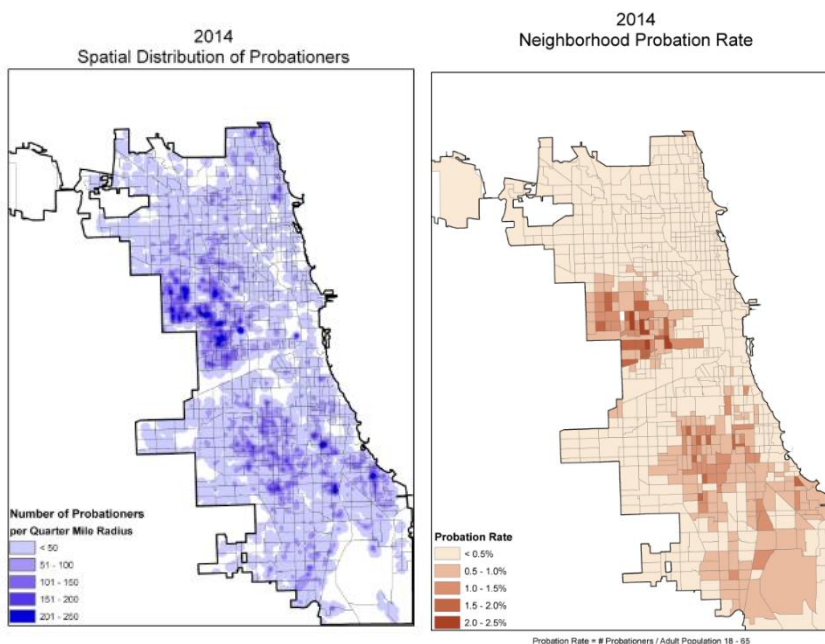 2014
Spatial Distribution of Probationers
Number of Probationers
per Quarter Mile Radius
< 50
51 - 100
101 - 150
151 - 200
201 - 250
2014
Neighborhood Probation Rate
Probation Rate
< 0.5%
0.5 - 1.0%
1.0 - 1.5%
1.5 - 2.0%
2.0 - 2.5%
Probation Rate = # Probationers / Adult Population 18 - 65